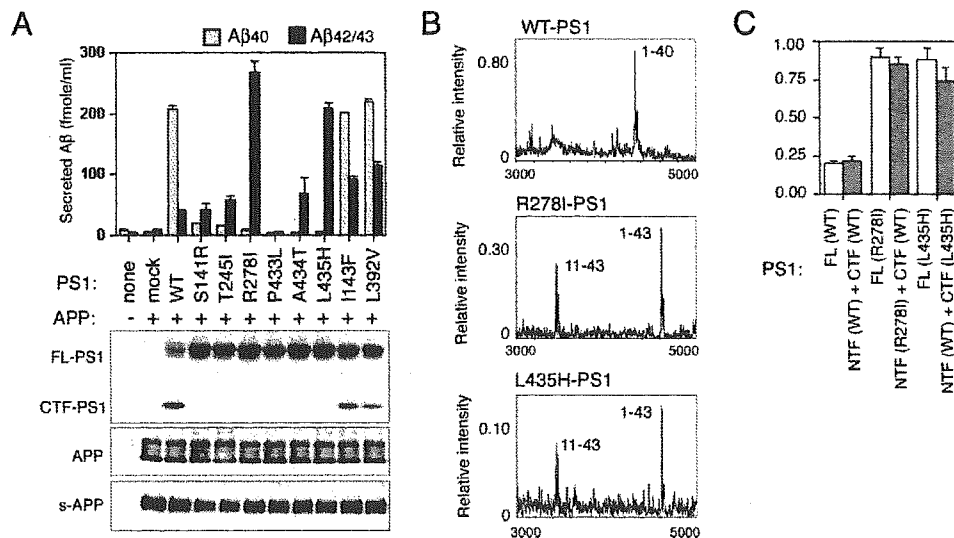 A
Aβ40 Aβ42/43
Secreted Aβ (fmole/ml)
300
200
100
0
PS1:
none
mock
WT
S141R
T245I
R278I
P433L
A434T
L435H
I143F
L392V
APP: - + + + + + + + + + +
FL-PS1
CTF-PS1
APP
s-APP
B
WT-PS1
Relative intensity
0.80
0
1-40
3000 5000
R278I-PS1
Relative intensity
0.30
0
11-43
1-43
3000 5000
L435H-PS1
Relative intensity
0.10
0
11-43
1-43
3000 5000
C
1.00
0.75
0.50
0.25
0.00
PS1:
FL (WT)
NTF (WT) + CTF (WT)
FL (R278I)
NTF (R278I) + CTF (WT)
FL (L435H)
NTF (WT) + CTF (L435H)